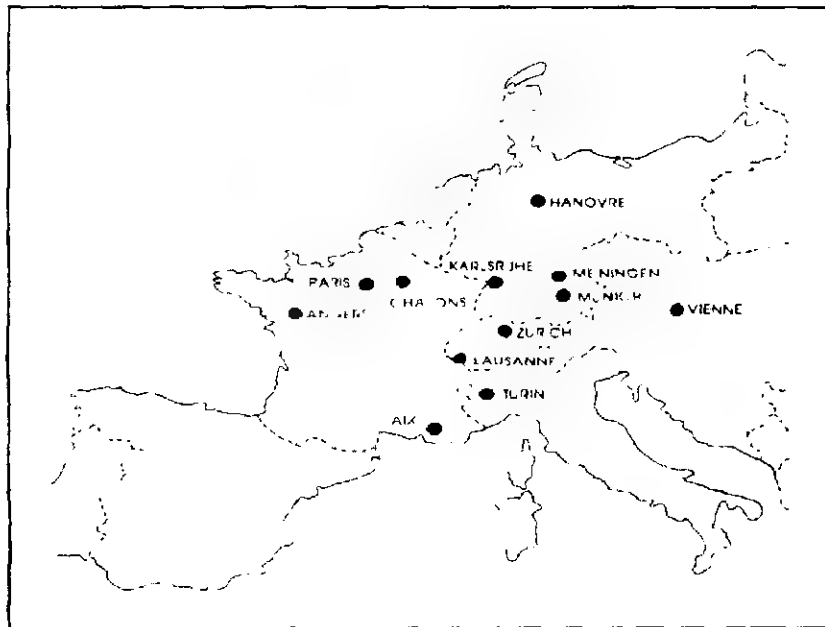 HANOVRE
KARLSRUHE
MEININGEN
PARIS
CHALONS
MUNICH
VIENNE
ANGERS
ZURICH
LAUSANNE
TURIN
AIX